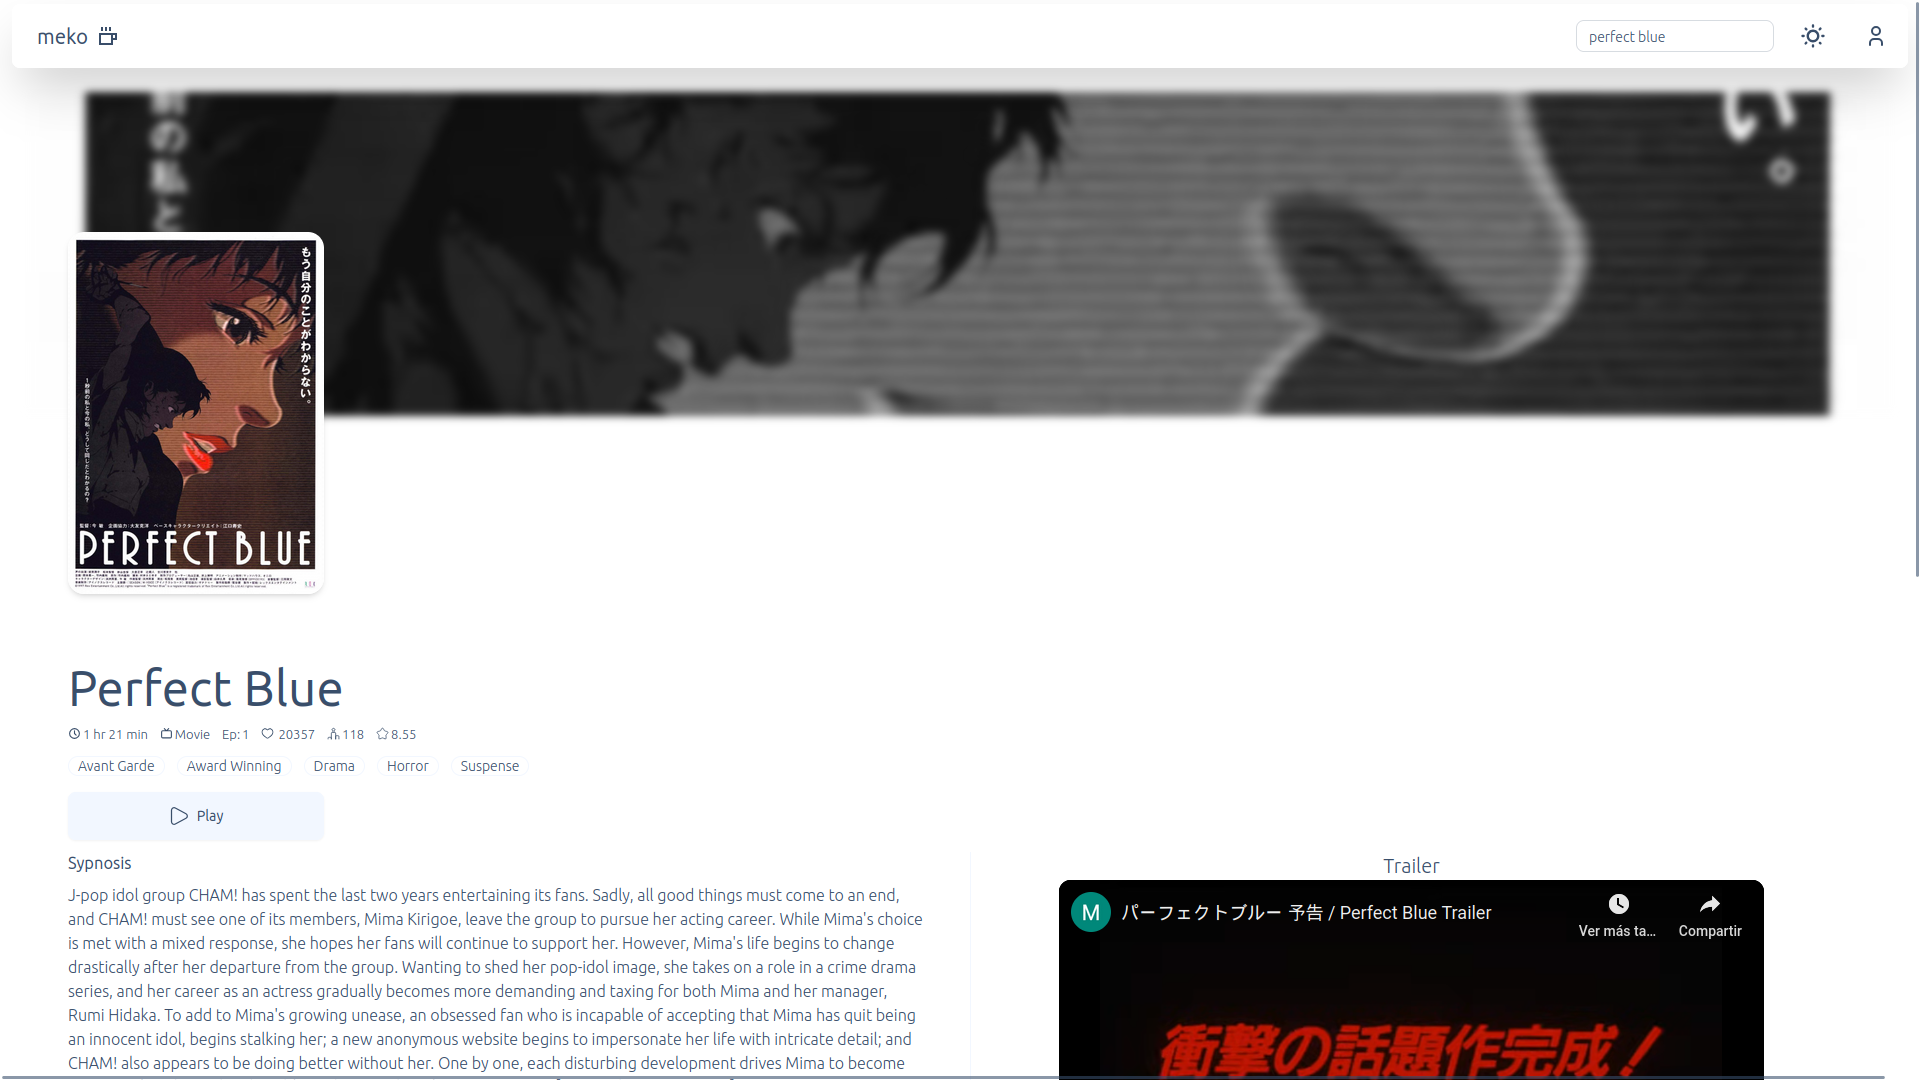 meko
perfect blue
前の私と
い。
もう自分のことがわからない。
PERFECT BLUE
Perfect Blue
1 hr 21 min Movie Ep: 1 20357 118 8.55
Avant Garde Award Winning Drama Horror Suspense
Play
Sypnosis
J-pop idol group CHAM! has spent the last two years entertaining its fans. Sadly, all good things must come to an end,
and CHAM! must see one of its members, Mima Kirigoe, leave the group to pursue her acting career. While Mima's choice
is met with a mixed response, she hopes her fans will continue to support her. However, Mima's life begins to change
drastically after her departure from the group. Wanting to shed her pop-idol image, she takes on a role in a crime drama
series, and her career as an actress gradually becomes more demanding and taxing for both Mima and her manager,
Rumi Hidaka. To add to Mima's growing unease, an obsessed fan who is incapable of accepting that Mima has quit being
an innocent idol, begins stalking her; a new anonymous website begins to impersonate her life with intricate detail; and
CHAM! also appears to be doing better without her. One by one, each disturbing development drives Mima to become
Trailer
M パーフェクトブルー 予告 / Perfect Blue Trailer
Ver más ta... Compartir
衝撃の話題作完成！